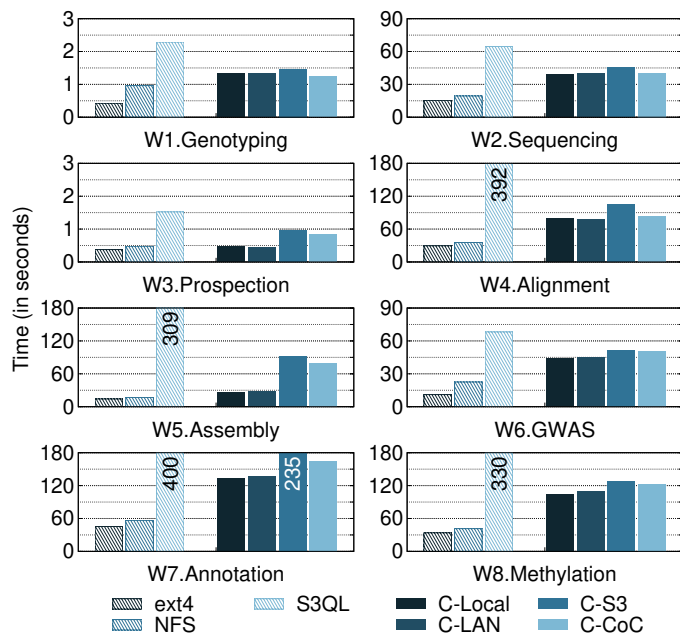 Time (in seconds)
3
2
1
0
W1.Genotyping
90
60
30
0
W2.Sequencing
3
2
1
0
W3.Prospection
180
120
60
0
392
W4.Alignment
180
120
60
0
309
W5.Assembly
90
60
30
0
W6.GWAS
180
120
60
0
400
235
W7.Annotation
180
120
60
0
330
W8.Methylation
ext4
NFS
S3QL
C-Local
C-LAN
C-S3
C-CoC